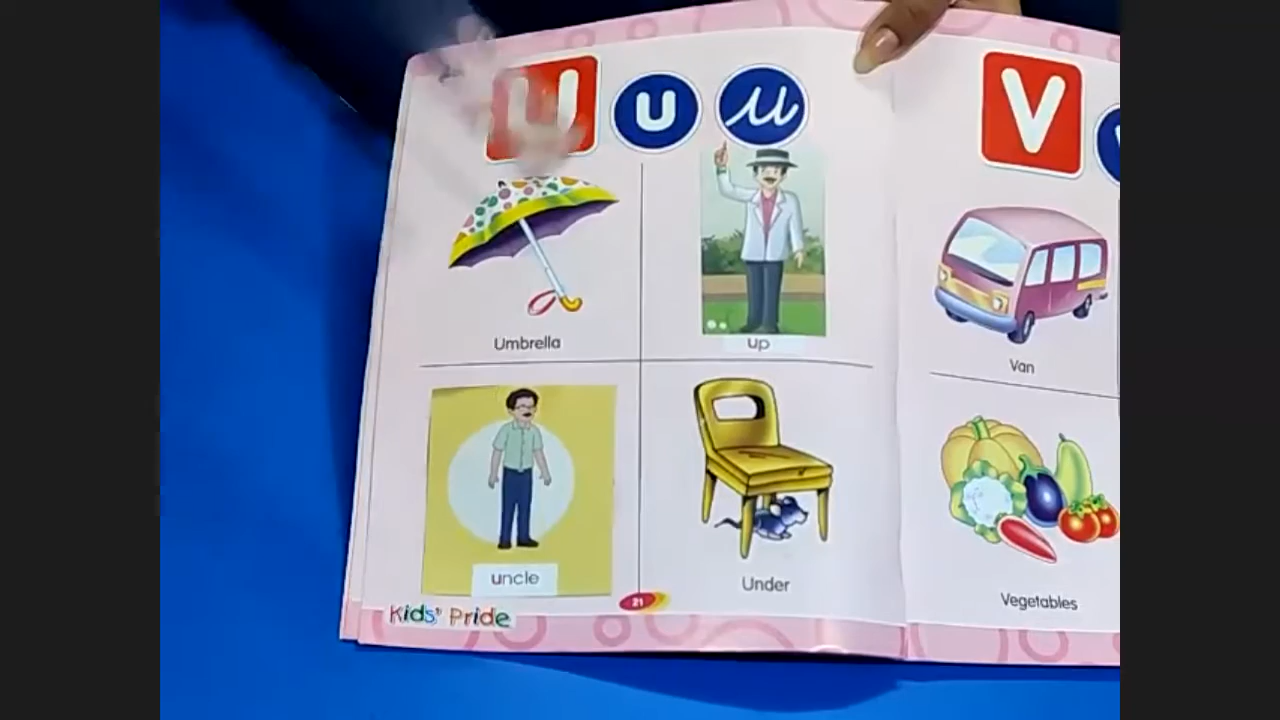 U u u
Umbrella
up
uncle
Under
Kids' Pride
21
V
Van
Vegetables